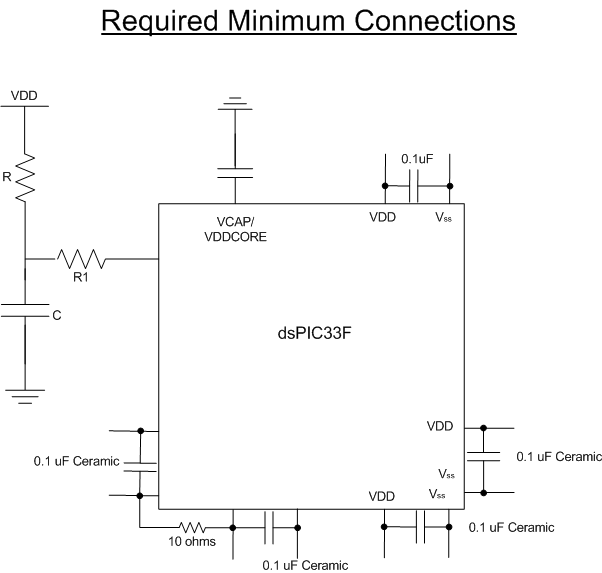 Required Minimum Connections
VDD
0.1uF
R
VCAP/
VDDCORE
VDD
Vss
R1
C
dsPIC33F
VDD
0.1 uF Ceramic
0.1 uF Ceramic
Vss
VDD
Vss
0.1 uF Ceramic
10 ohms
0.1 uF Ceramic